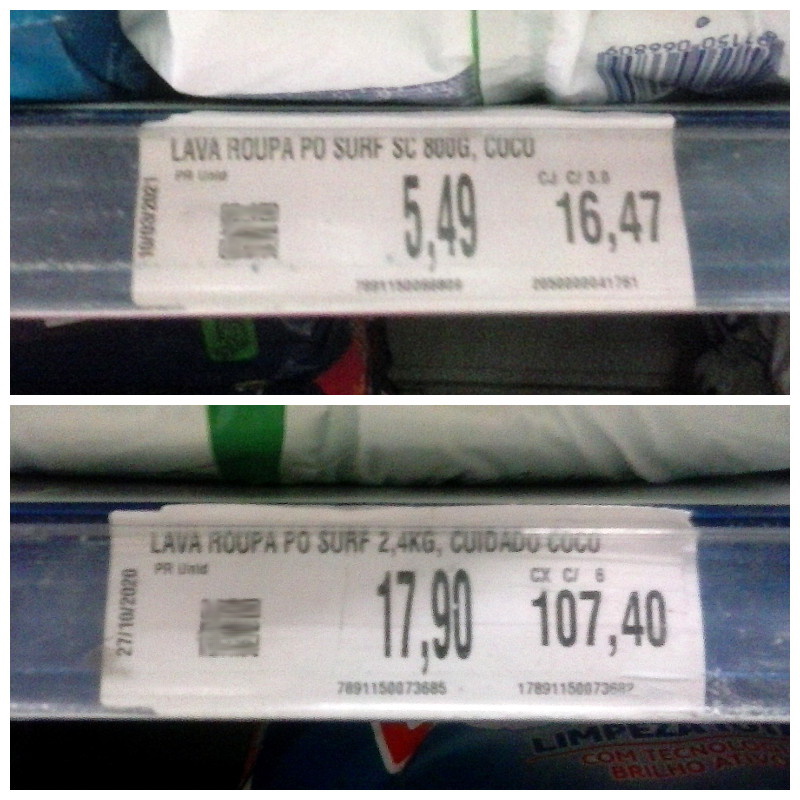 LAVA ROUPA PO SURF SC 800G, COCO
PR Unid
CJ C/ 3.0
10/03/2021
5,49
16,47
2050000041761
LAVA ROUPA PO SURF 2,4KG, CUIDADO COCO
PR Unid
CX C/ 6
27/10/2020
17,90
107,40
7891150073685
LIMPEZA
COM TECNOLOGI
BRILHO ATIVO